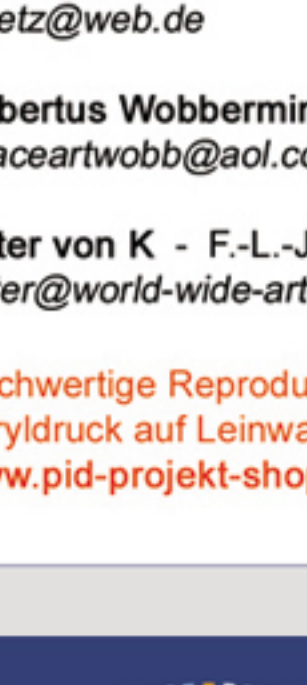 etz@web.de
bertus Wobbermin
aceartwobb@aol.co
ter von K - F.-L.-J
er@world-wide-art
chwertige Reprodu
ryldruck auf Leinwa
w.pid-projekt-shop